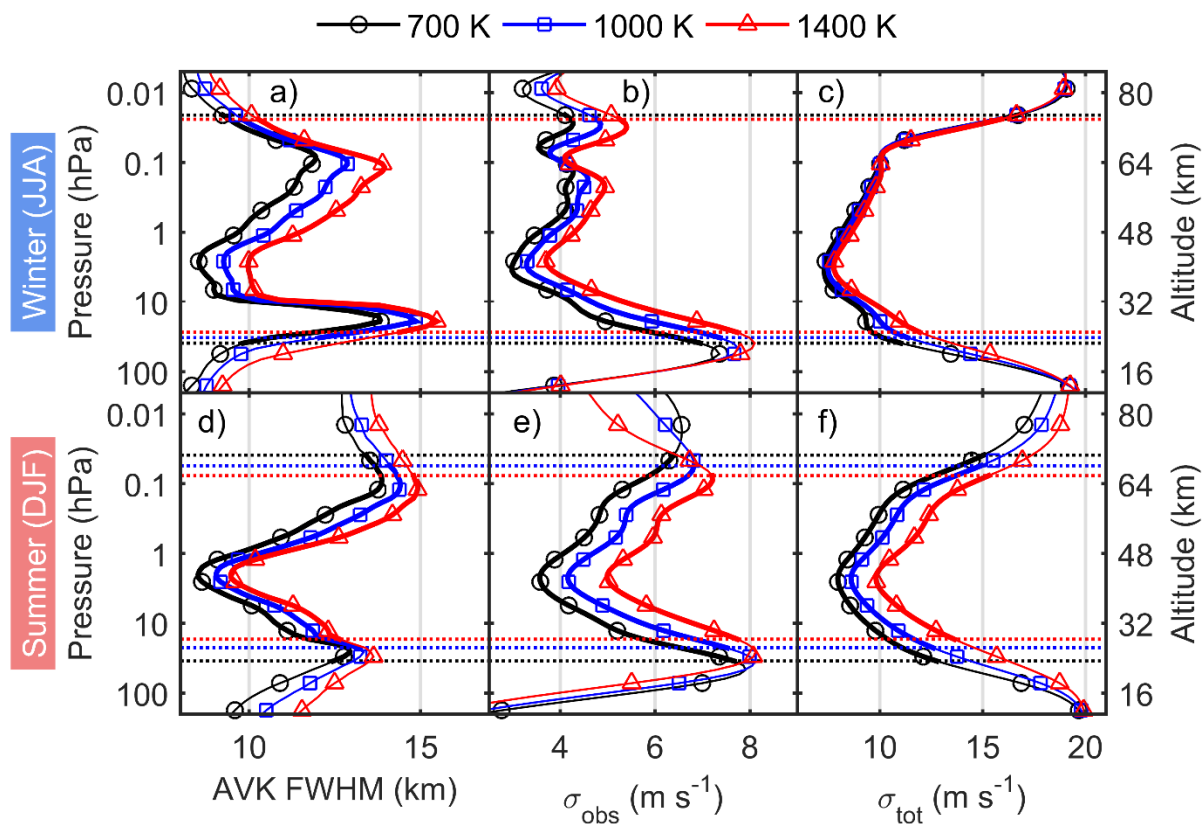 700 K 1000 K 1400 K
a) b) c)
0.01
0.1
1
10
100
80
64
48
32
16
Winter (JJA)
Pressure (hPa)
Altitude (km)
d) e) f)
0.01
0.1
1
10
100
80
64
48
32
16
Summer (DJF)
Pressure (hPa)
Altitude (km)
10 15
4 6 8
10 15 20
AVK FWHM (km)
σobs (m s-1)
σtot (m s-1)